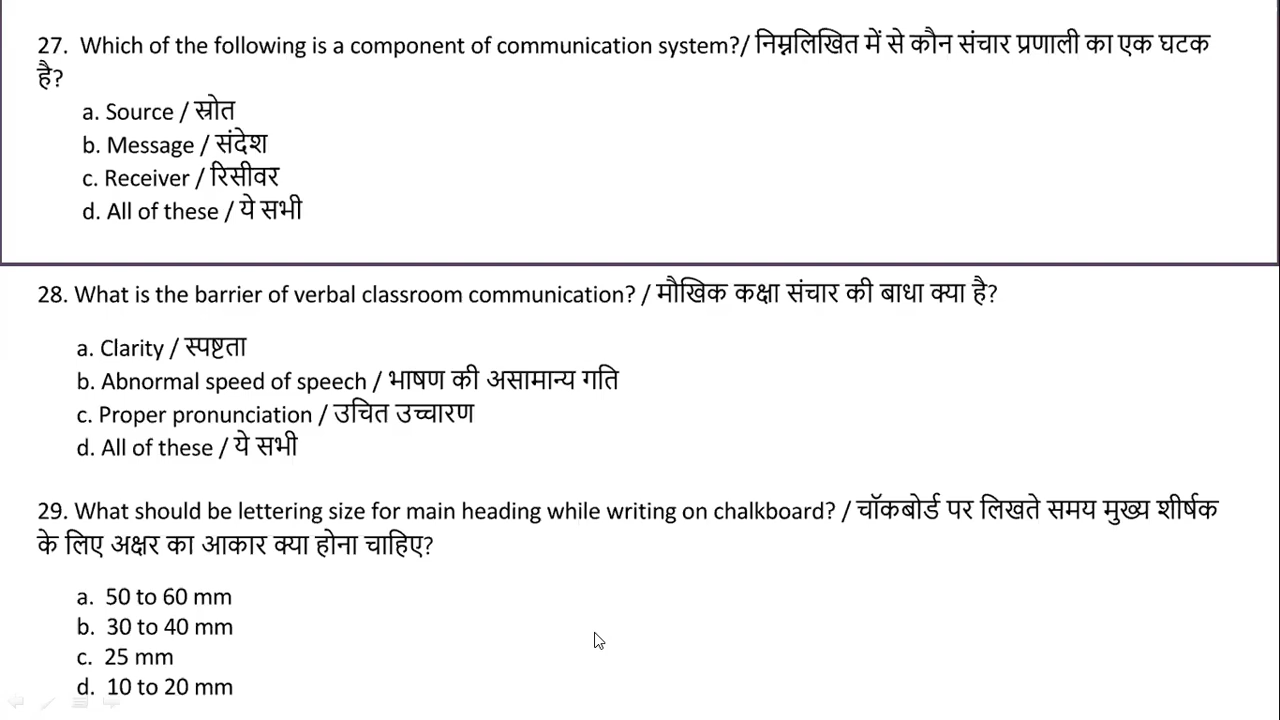 27. Which of the following is a component of communication system?/ निम्नलिखित में से कौन संचार प्रणाली का एक घटक
है?
a. Source / स्रोत
b. Message / संदेश
c. Receiver / रिसीवर
d. All of these / ये सभी
28. What is the barrier of verbal classroom communication? / मौखिक कक्षा संचार की बाधा क्या है?
a. Clarity / स्पष्टता
b. Abnormal speed of speech / भाषण की असामान्य गति
c. Proper pronunciation / उचित उच्चारण
d. All of these / ये सभी
29. What should be lettering size for main heading while writing on chalkboard? / चॉकबोर्ड पर लिखते समय मुख्य शीर्षक
के लिए अक्षर का आकार क्या होना चाहिए?
a. 50 to 60 mm
b. 30 to 40 mm
c. 25 mm
d. 10 to 20 mm